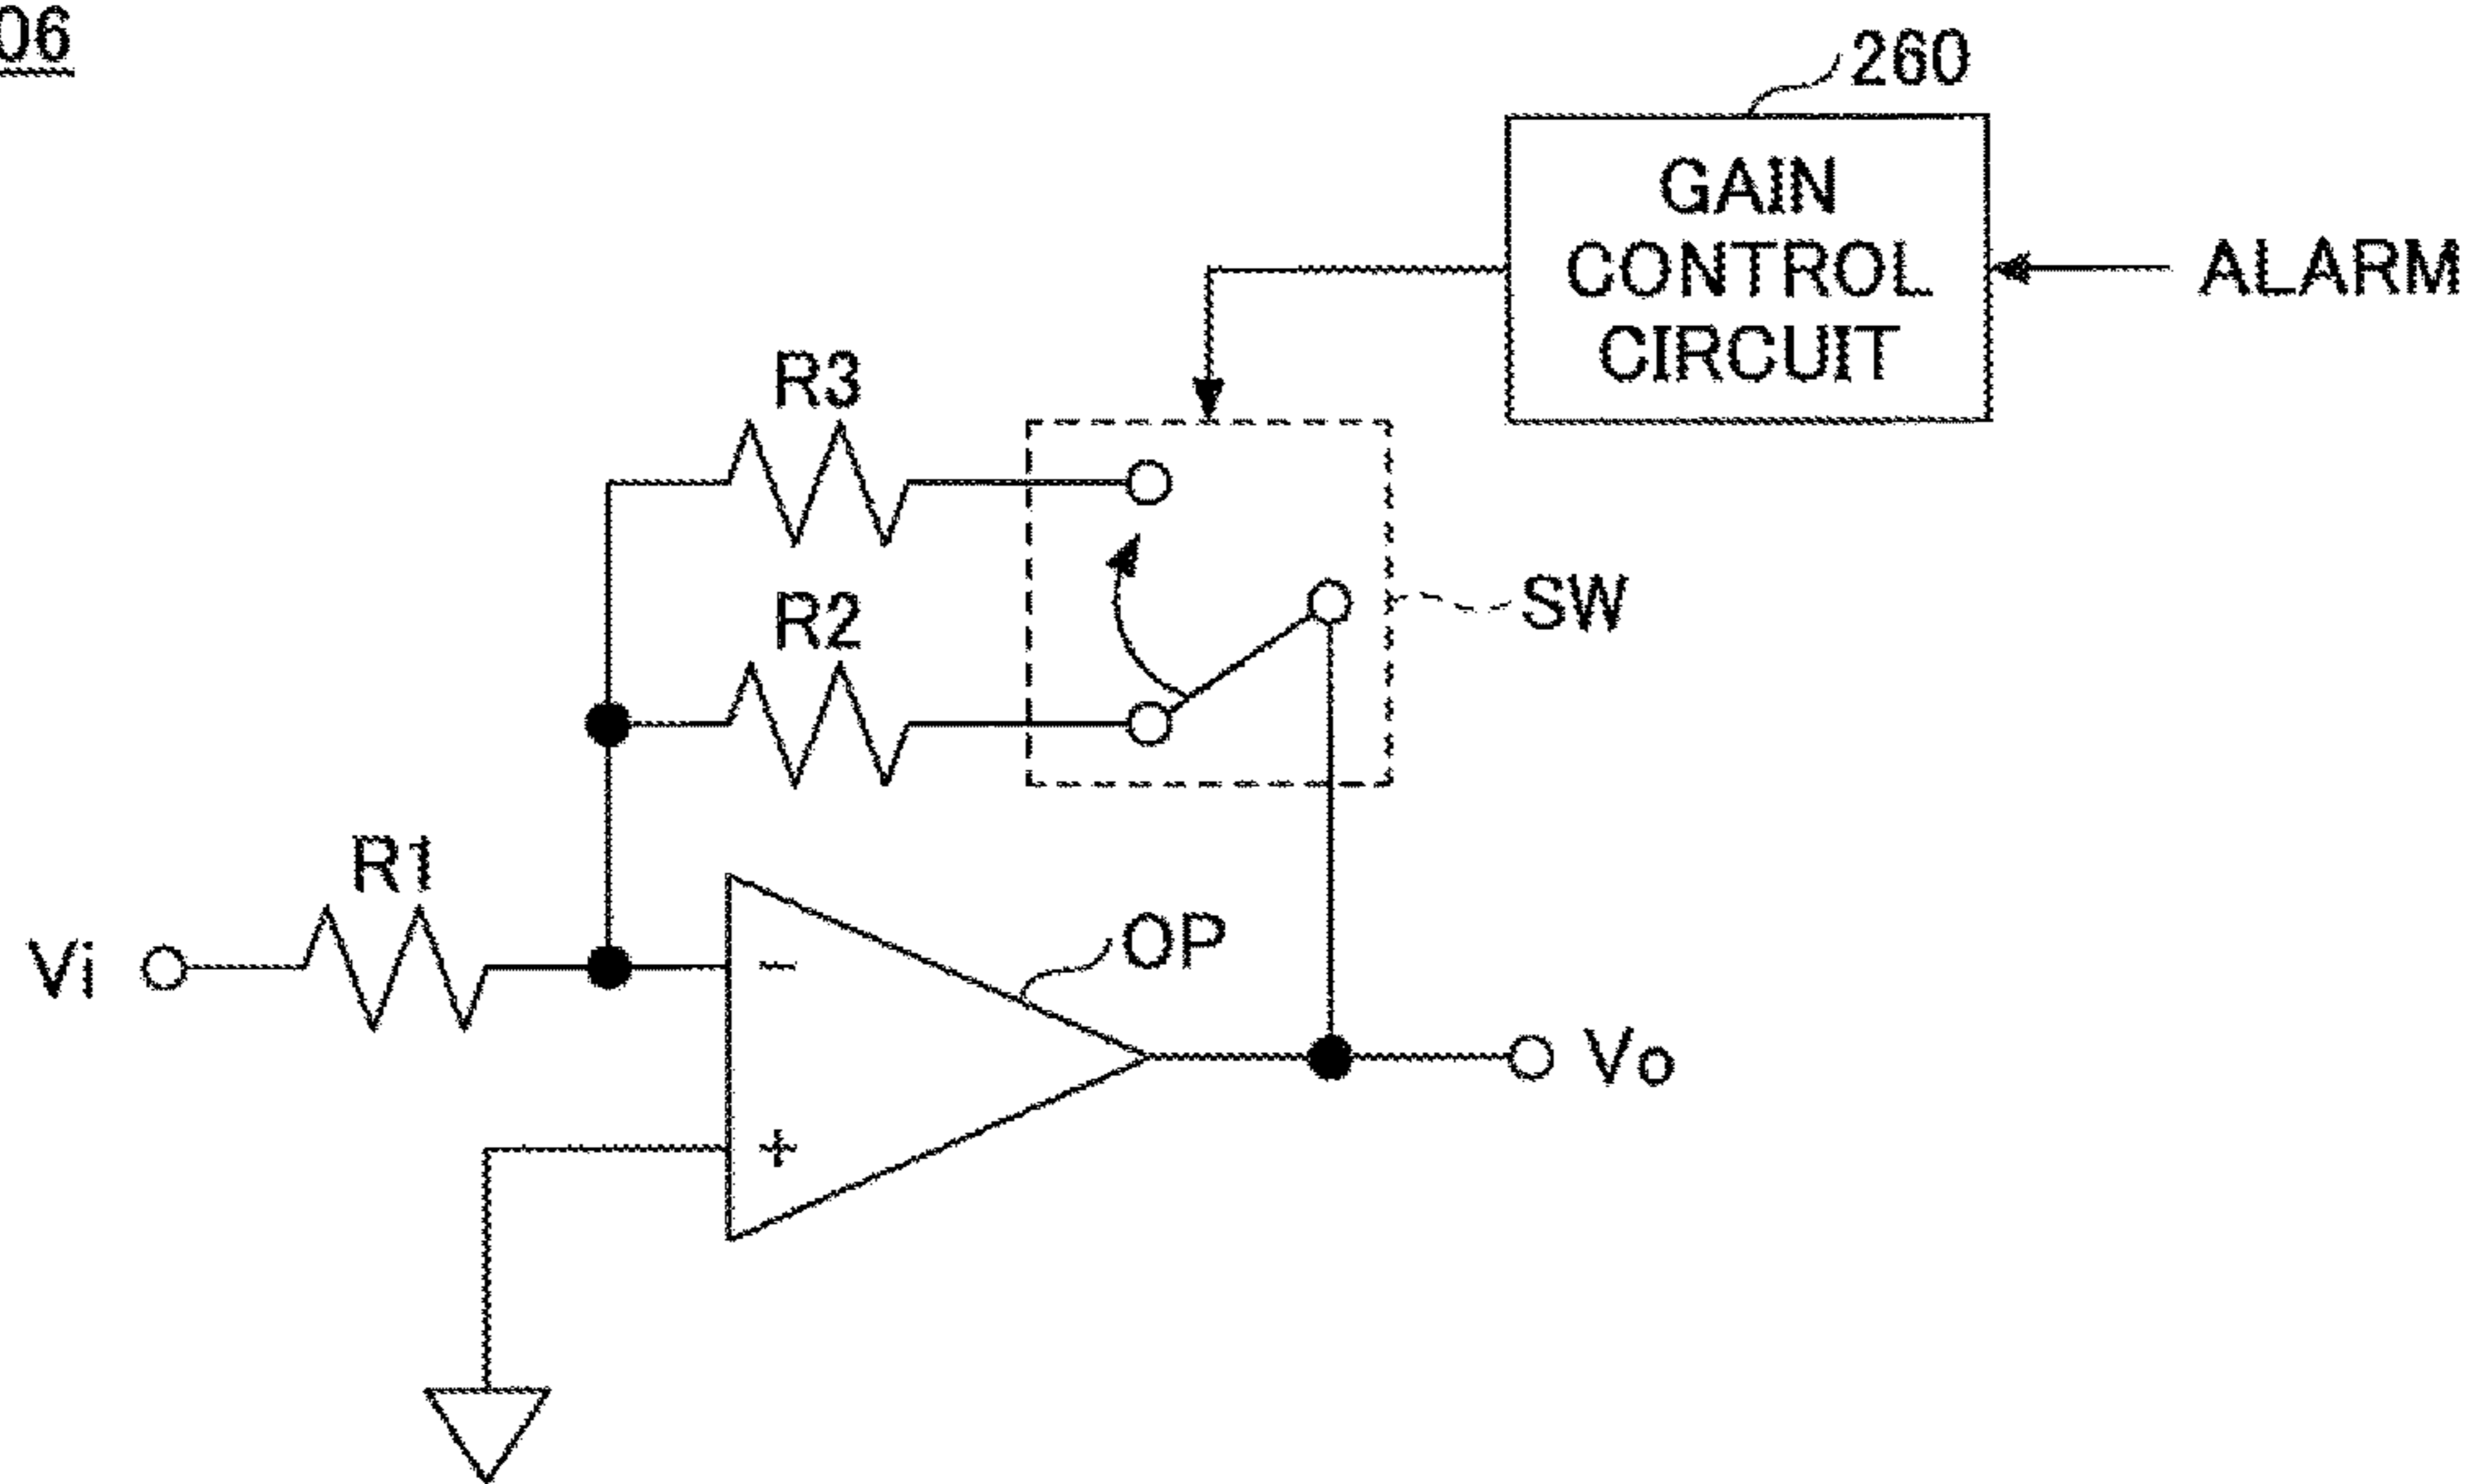 06
260
GAIN
CONTROL
CIRCUIT
ALARM
R3
R2
SW
R1
Vi
OP
−
+
Vo